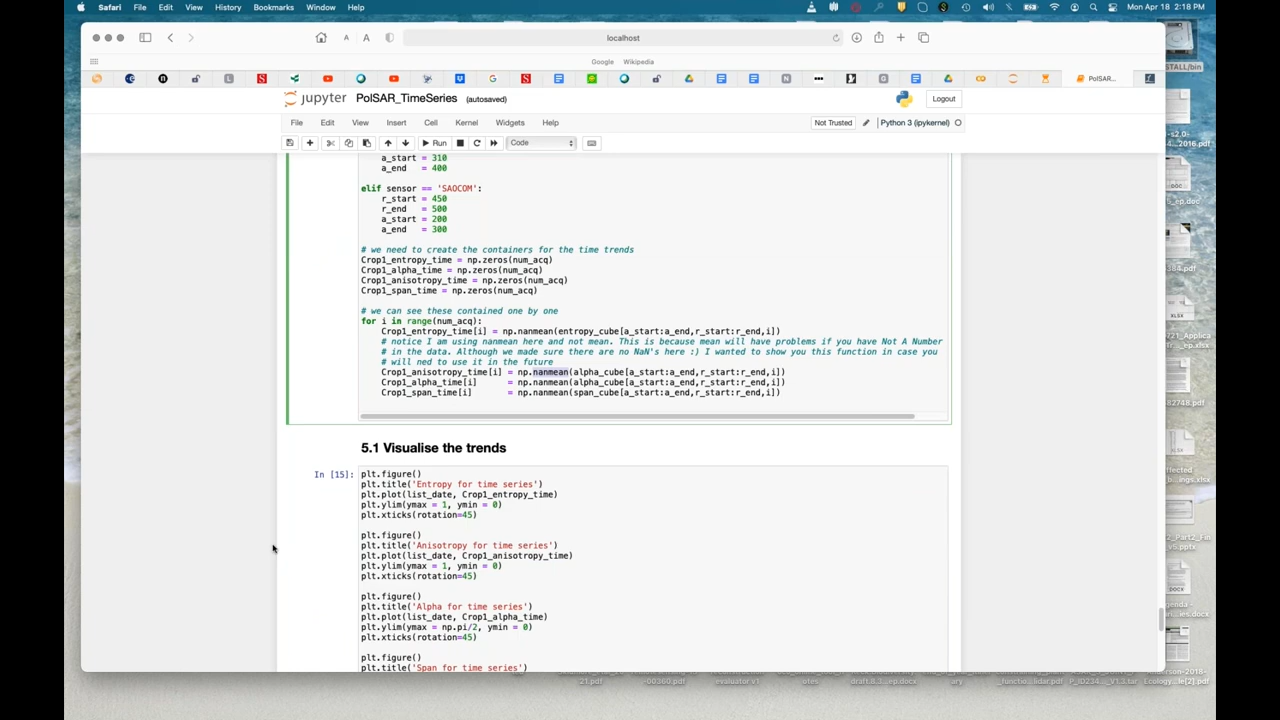 Safari File Edit View History Bookmarks Window Help Mon Apr 18 2:18 PM
localhost
Google Wikipedia
PolSAR...
jupyter PolSAR_TimeSeries (autosaved) Logout
File Edit View Insert Cell Kernel Widgets Help Not Trusted Python 3 (ipykernel)
Run Code
a_start = 310
a_end = 400
elif sensor == 'SAOCOM':
r_start = 450
r_end = 500
a_start = 200
a_end = 300
# we need to create the containers for the time trends
Crop1_entropy_time = np.zeros(num_acq)
Crop1_alpha_time = np.zeros(num_acq)
Crop1_anisotropy_time = np.zeros(num_acq)
Crop1_span_time = np.zeros(num_acq)
# we can see these contained one by one
for i in range(num_acq):
Crop1_entropy_time[i] = np.nanmean(entropy_cube[a_start:a_end,r_start:r_end,i])
# notice I am using nanmean here and not mean. This is because mean will have problems if you have Not A Number
# in the data. Although we made sure there are no NaN's here :) I wanted to show you this function in case you
# will ned to use it in the future
Crop1_anisotropy_time[i] = np.nanmean(alpha_cube[a_start:a_end,r_start:r_end,i])
Crop1_alpha_time[i] = np.nanmean(alpha_cube[a_start:a_end,r_start:r_end,i])
Crop1_span_time[i] = np.nanmean(span_cube[a_start:a_end,r_start:r_end,i])
5.1 Visualise the trends
In [15]:
plt.figure()
plt.title('Entropy for time series')
plt.plot(list_date, Crop1_entropy_time)
plt.ylim(ymax = 1, ymin = 0)
plt.xticks(rotation=45)
plt.figure()
plt.title('Anisotropy for time series')
plt.plot(list_date, Crop1_anisotropy_time)
plt.ylim(ymax = 1, ymin = 0)
plt.xticks(rotation=45)
plt.figure()
plt.title('Alpha for time series')
plt.plot(list_date, Crop1_alpha_time)
plt.ylim(ymax = np.pi/2, ymin = 0)
plt.xticks(rotation=45)
plt.figure()
plt.title('Span for time series')